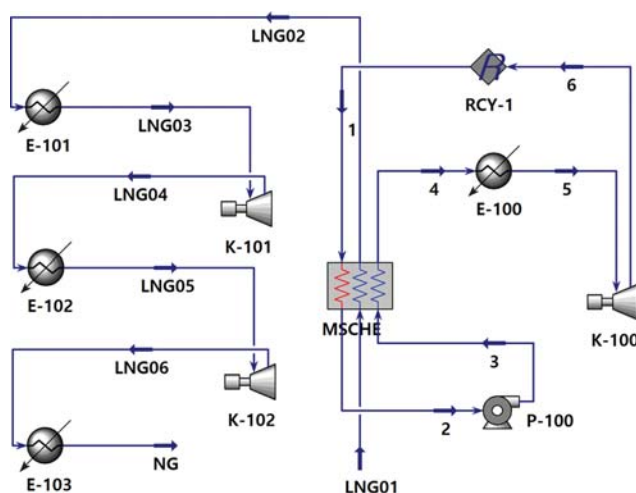 LNG02
6
RCY-1
1
E-101
LNG03
LNG04
4
E-100
5
K-101
E-102
LNG05
MSCHE
K-100
LNG06
3
K-102
2
P-100
E-103
NG
LNG01